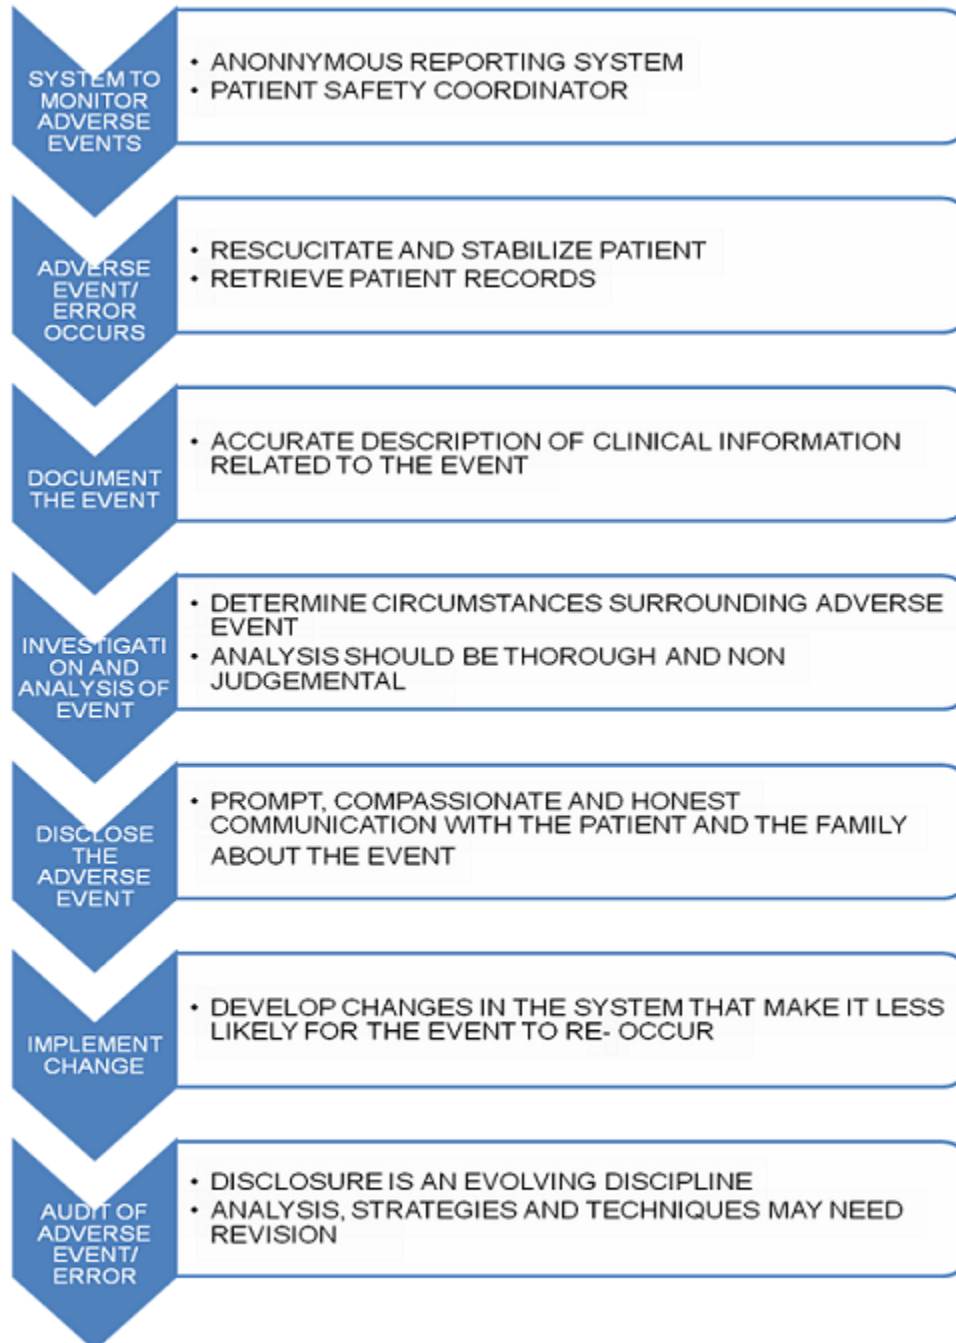 SYSTEM TO
MONITOR
ADVERSE
EVENTS
• ANONNYMOUS REPORTING SYSTEM
• PATIENT SAFETY COORDINATOR
ADVERSE
EVENT/
ERROR
OCCURS
• RESCUCITATE AND STABILIZE PATIENT
• RETRIEVE PATIENT RECORDS
DOCUMENT
THE EVENT
• ACCURATE DESCRIPTION OF CLINICAL INFORMATION
RELATED TO THE EVENT
INVESTIGATI
ON AND
ANALYSIS OF
EVENT
• DETERMINE CIRCUMSTANCES SURROUNDING ADVERSE
EVENT
• ANALYSIS SHOULD BE THOROUGH AND NON
JUDGEMENTAL
DISCLOSE
THE
ADVERSE
EVENT
• PROMPT, COMPASSIONATE AND HONEST
COMMUNICATION WITH THE PATIENT AND THE FAMILY
ABOUT THE EVENT
IMPLEMENT
CHANGE
• DEVELOP CHANGES IN THE SYSTEM THAT MAKE IT LESS
LIKELY FOR THE EVENT TO RE- OCCUR
AUDIT OF
ADVERSE
EVENT/
ERROR
• DISCLOSURE IS AN EVOLVING DISCIPLINE
• ANALYSIS, STRATEGIES AND TECHNIQUES MAY NEED
REVISION